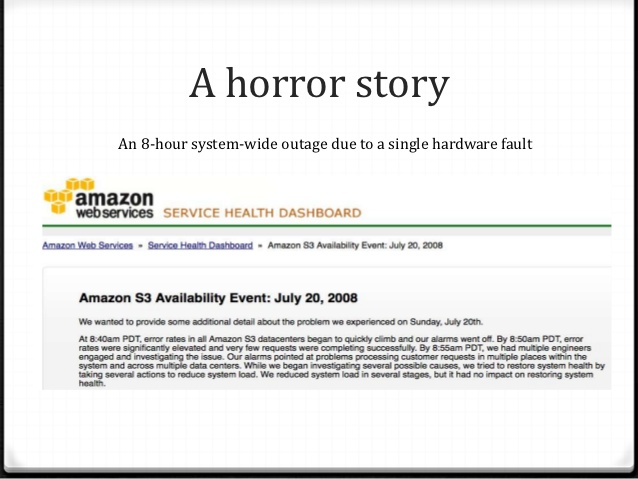 A horror story
An 8-hour system-wide outage due to a single hardware fault
amazon
webservices
SERVICE HEALTH DASHBOARD
Amazon Web Services » Service Health Dashboard » Amazon S3 Availability Event: July 20, 2008
Amazon S3 Availability Event: July 20, 2008
We wanted to provide some additional detail about the problem we experienced on Sunday, July 20th.
At 8:40am PDT, error rates in all Amazon S3 datacenters began to quickly climb and our alarms went off. By 8:50am PDT, error
rates were significantly elevated and very few requests were completing successfully. By 8:55am PDT, we had multiple engineers
engaged and investigating the issue. Our alarms pointed at problems processing customer requests in multiple places within the
system and across multiple data centers. While we began investigating several possible causes, we tried to restore system health by
taking several actions to reduce system load. We reduced system load in several stages, but it had no impact on restoring system
health.